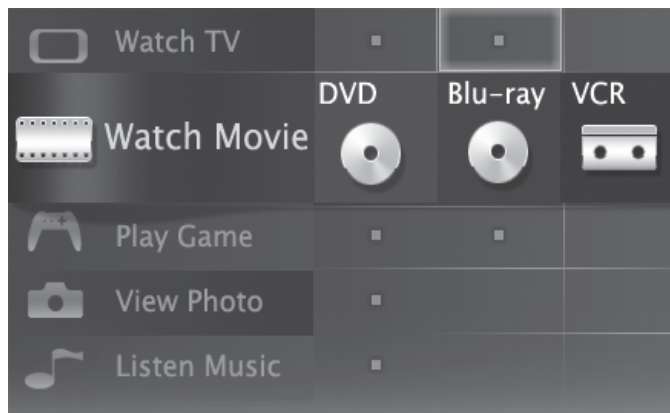 Watch TV
DVD Blu-ray VCR
Watch Movie
Play Game
View Photo
Listen Music